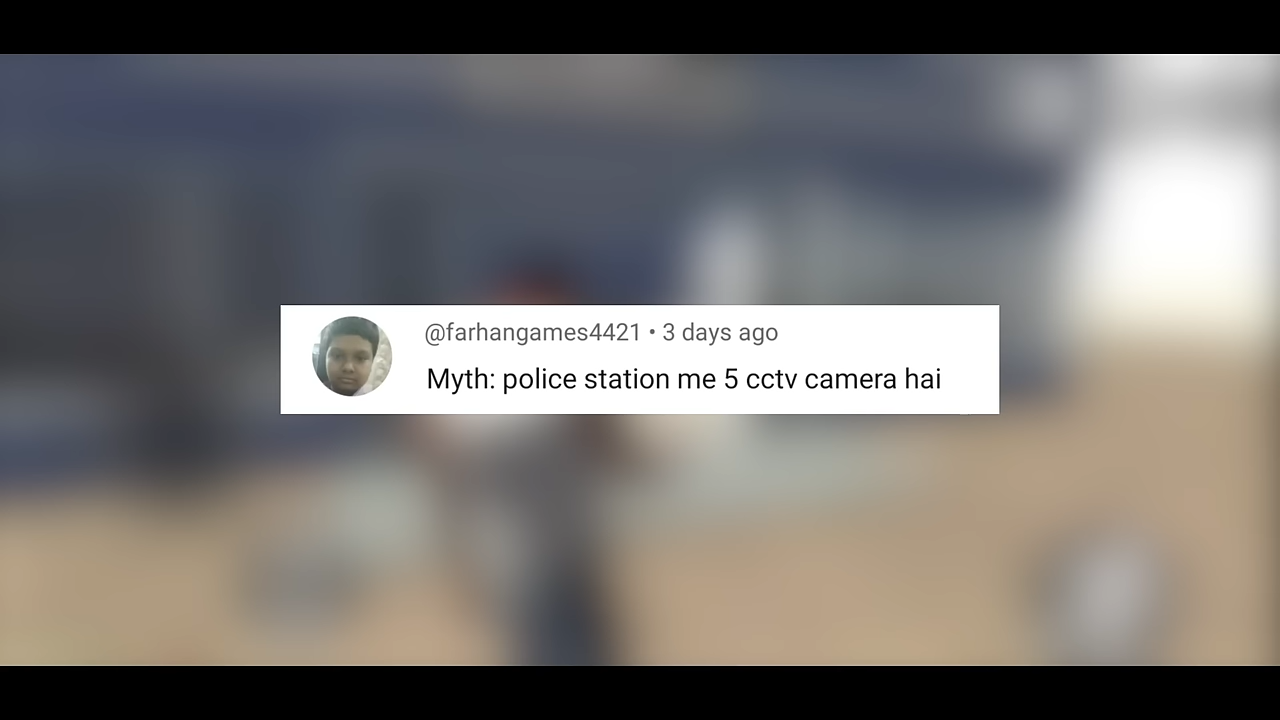 @farhangames4421 • 3 days ago
Myth: police station me 5 cctv camera hai